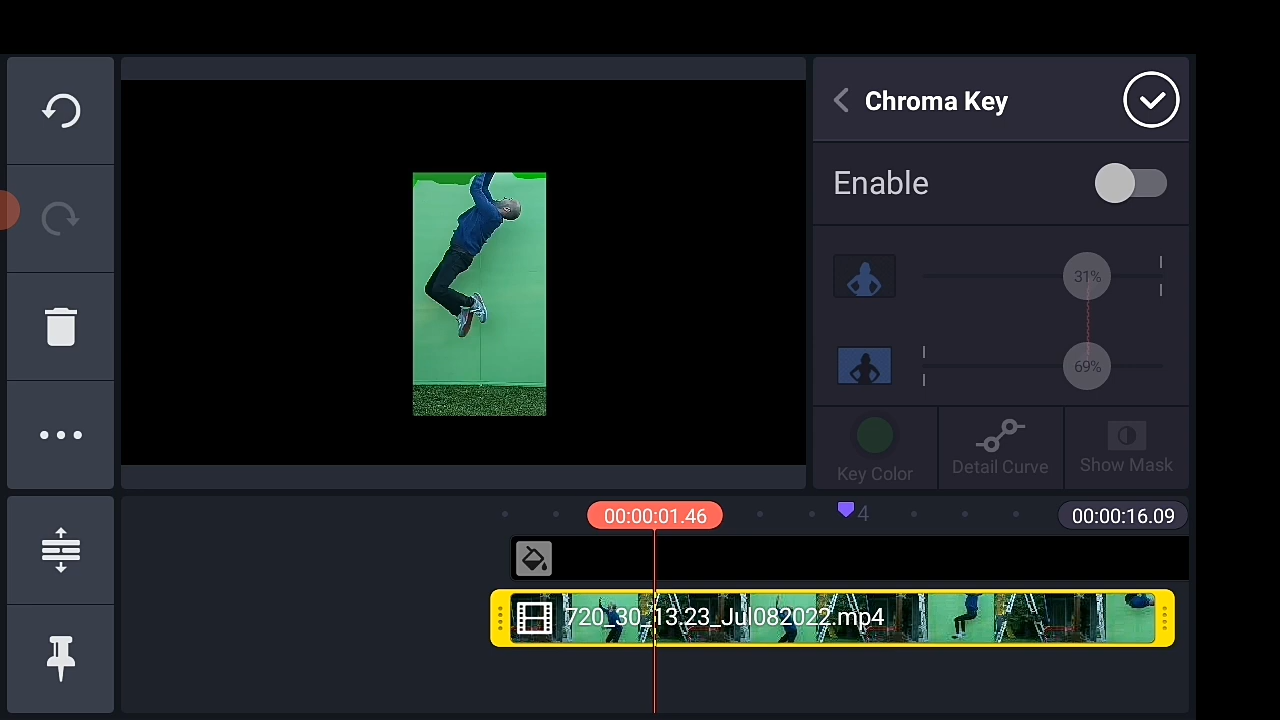 Chroma Key
Enable
31%
69%
Key Color
Detail Curve
Show Mask
00:00:01.46
4
00:00:16.09
720_30_13.23_Jul082022.mp4